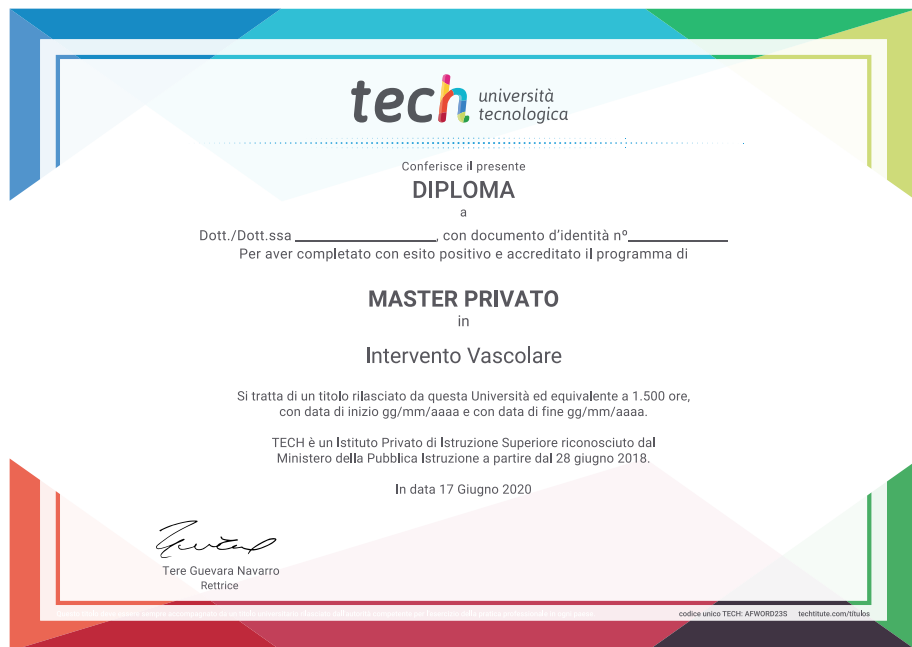 tech università
tecnologica
Conferisce il presente
DIPLOMA
a
Dott./Dott.ssa ________________, con documento d'identità nº____________
Per aver completato con esito positivo e accreditato il programma di
MASTER PRIVATO
in
Intervento Vascolare
Si tratta di un titolo rilasciato da questa Università ed equivalente a 1.500 ore,
con data di inizio gg/mm/aaaa e con data di fine gg/mm/aaaa.
TECH è un Istituto Privato di Istruzione Superiore riconosciuto dal
Ministero della Pubblica Istruzione a partire dal 28 giugno 2018.
In data 17 Giugno 2020
Tere Guevara Navarro
Rettrice
codice unico TECH: AFWORD23S techtitute.com/titulos